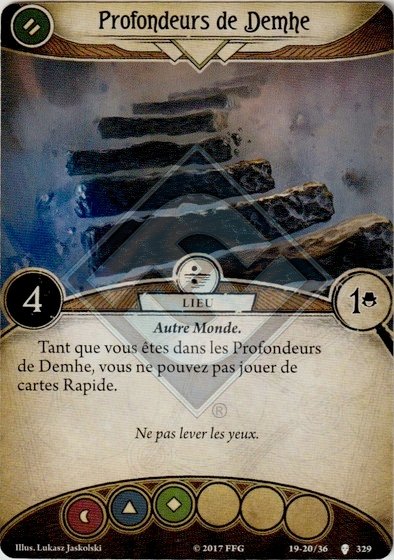 Profondeurs de Demhe
4
LIEU
1
Autre Monde.
Tant que vous êtes dans les Profondeurs
de Demhe, vous ne pouvez pas jouer de
cartes Rapide.
®
Ne pas lever les yeux.
Illus. Lukasz Jaskolski
© 2017 FFG
19-20/36
329